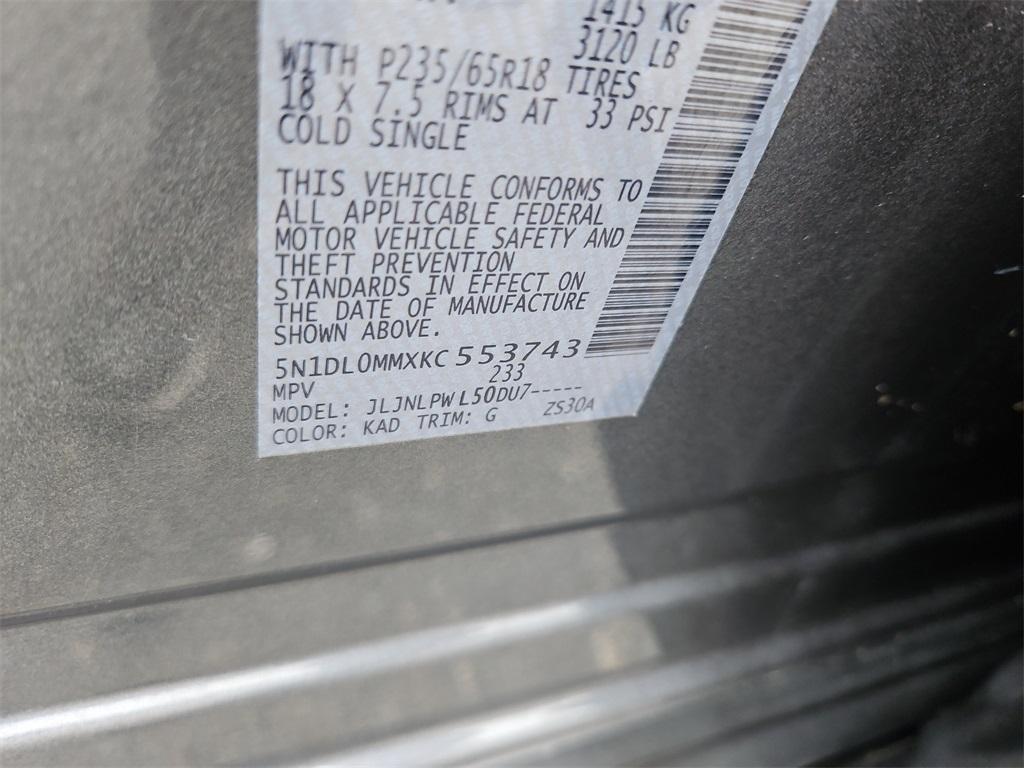 1415 KG
3120 LB
WITH P235/65R18 TIRES
18 X 7.5 RIMS AT 33 PSI
COLD SINGLE
THIS VEHICLE CONFORMS TO
ALL APPLICABLE FEDERAL
MOTOR VEHICLE SAFETY AND
THEFT PREVENTION
STANDARDS IN EFFECT ON
THE DATE OF MANUFACTURE
SHOWN ABOVE.
5N1DL0MMXKC553743
MPV 233
MODEL: JLJNLPWL50DU7-----
COLOR: KAD TRIM: G ZS30A